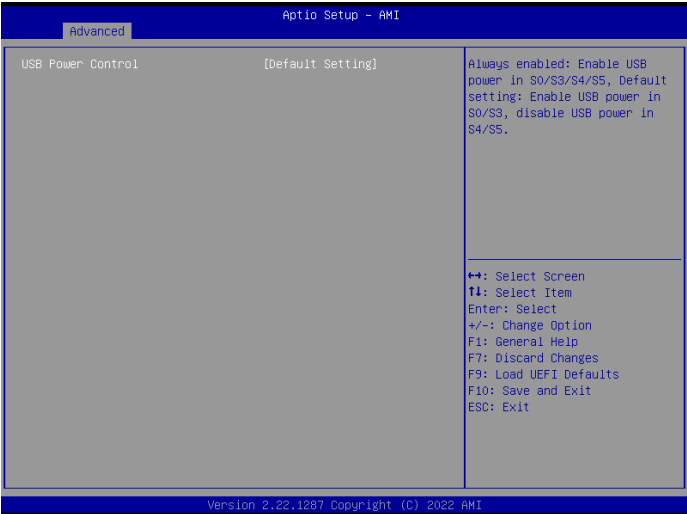 Aptio Setup – AMI
Advanced
USB Power Control [Default Setting]
Always enabled: Enable USB
power in S0/S3/S4/S5, Default
setting: Enable USB power in
S0/S3, disable USB power in
S4/S5.
↔: Select Screen
↑↓: Select Item
Enter: Select
+/-: Change Option
F1: General Help
F7: Discard Changes
F9: Load UEFI Defaults
F10: Save and Exit
ESC: Exit
Version 2.22.1287 Copyright (C) 2022 AMI